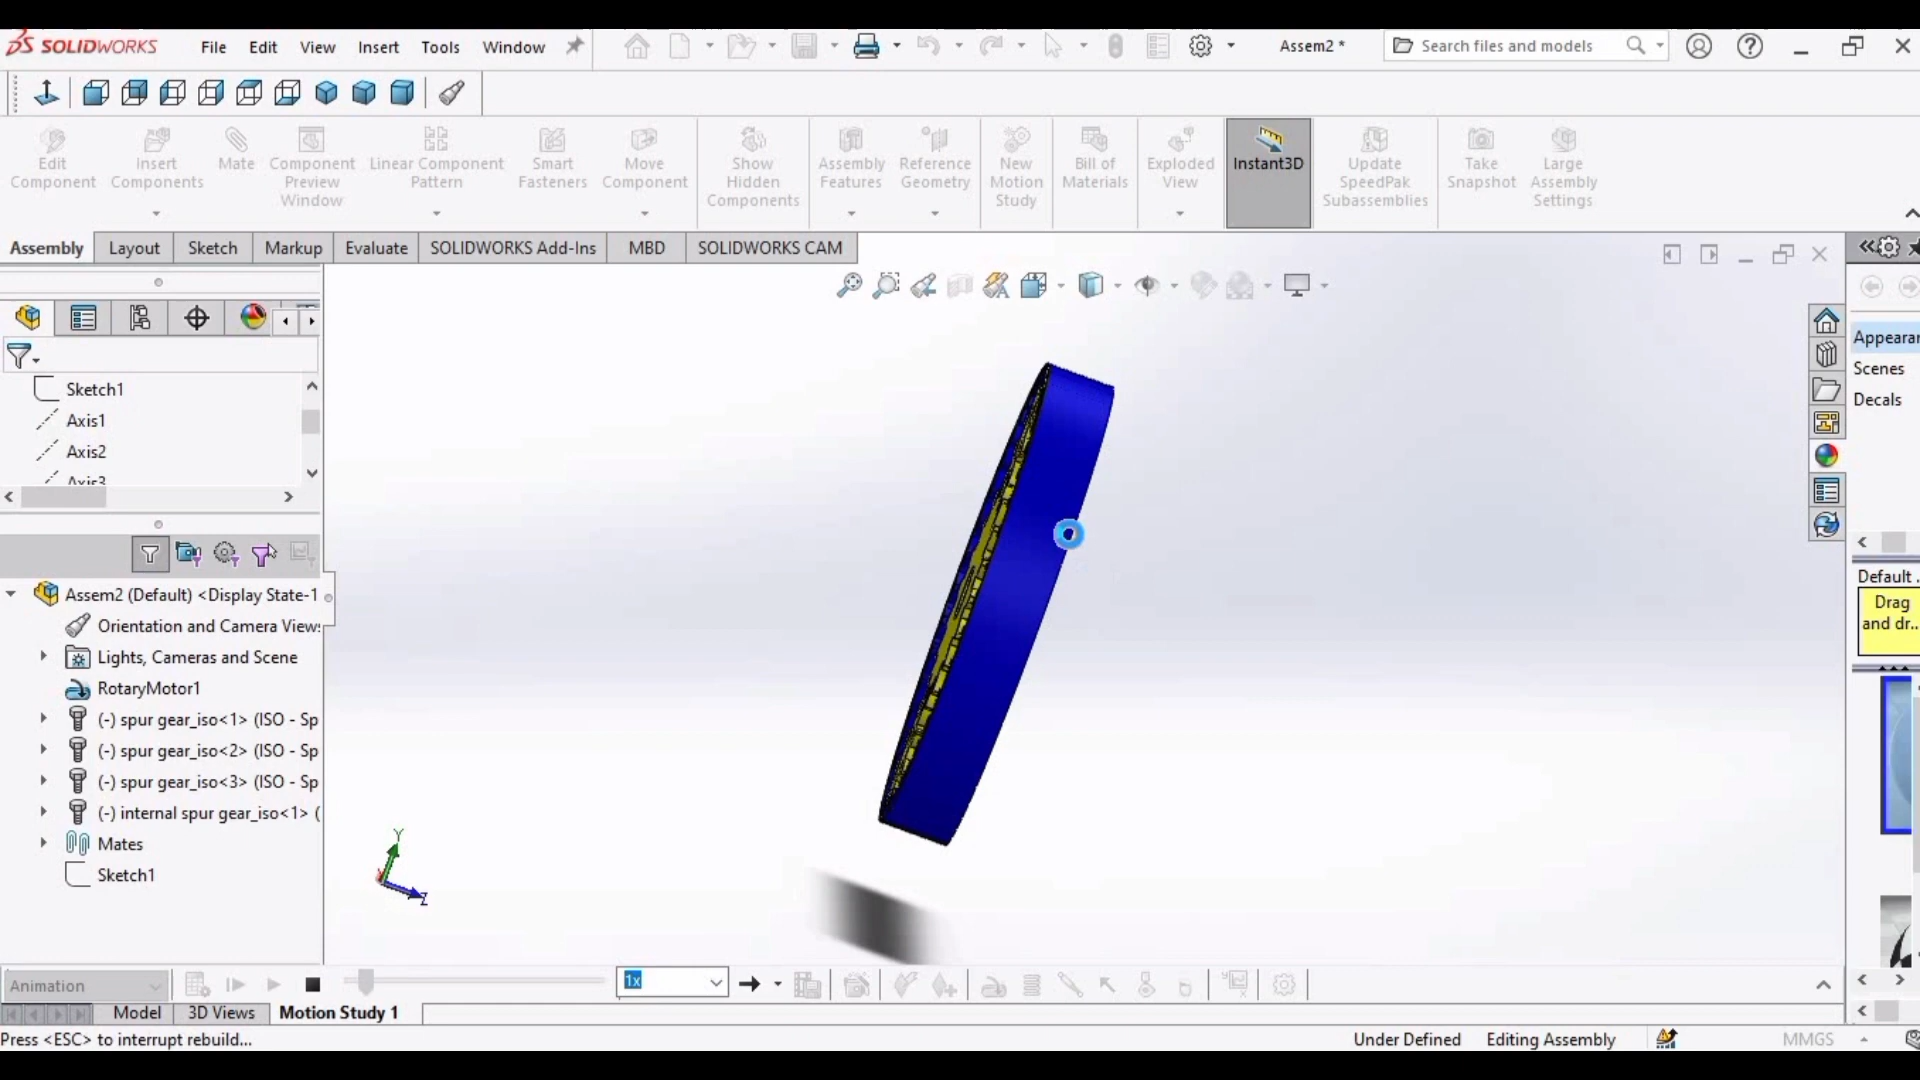 SOLIDWORKS File Edit View Insert Tools Window Assem2 * Search files and models
Edit Component
Insert Components
Mate
Component Preview Window
Linear Component Pattern
Smart Fasteners
Move Component
Show Hidden Components
Assembly Features
Reference Geometry
New Motion Study
Bill of Materials
Exploded View
Instant3D
Update SpeedPak Subassemblies
Take Snapshot
Large Assembly Settings
Assembly Layout Sketch Markup Evaluate SOLIDWORKS Add-Ins MBD SOLIDWORKS CAM
Sketch1
Axis1
Axis2
Axis3
Assem2 (Default) <Display State-1
Orientation and Camera Views
Lights, Cameras and Scene
RotaryMotor1
(-) spur gear_iso<1> (ISO - Sp
(-) spur gear_iso<2> (ISO - Sp
(-) spur gear_iso<3> (ISO - Sp
(-) internal spur gear_iso<1> (
Mates
Sketch1
Y
Z
Appearan
Scenes
Decals
Default .
Drag
and dr..
Animation 1x
Model 3D Views Motion Study 1
Press <ESC> to interrupt rebuild... Under Defined Editing Assembly MMGS